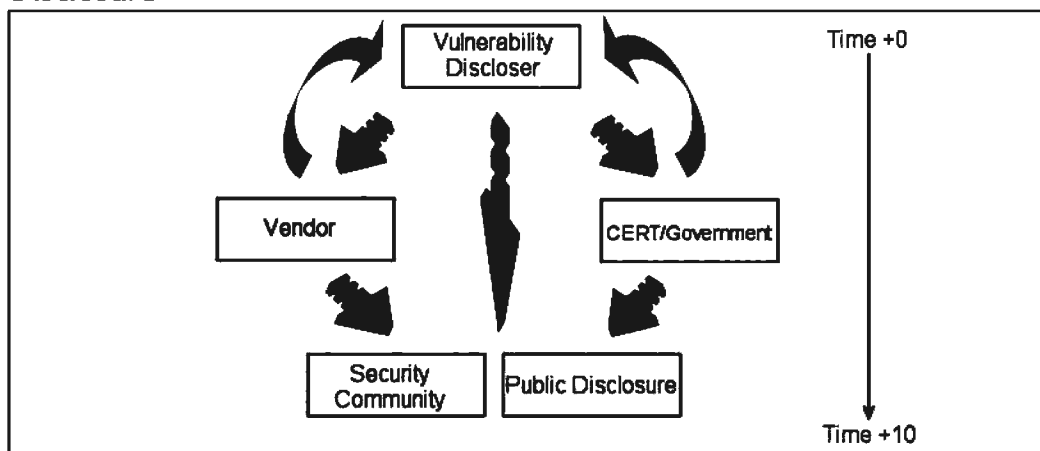 Vulnerability
Discloser
Time +0
Vendor
CERT/Government
Security
Community
Public Disclosure
Time +10